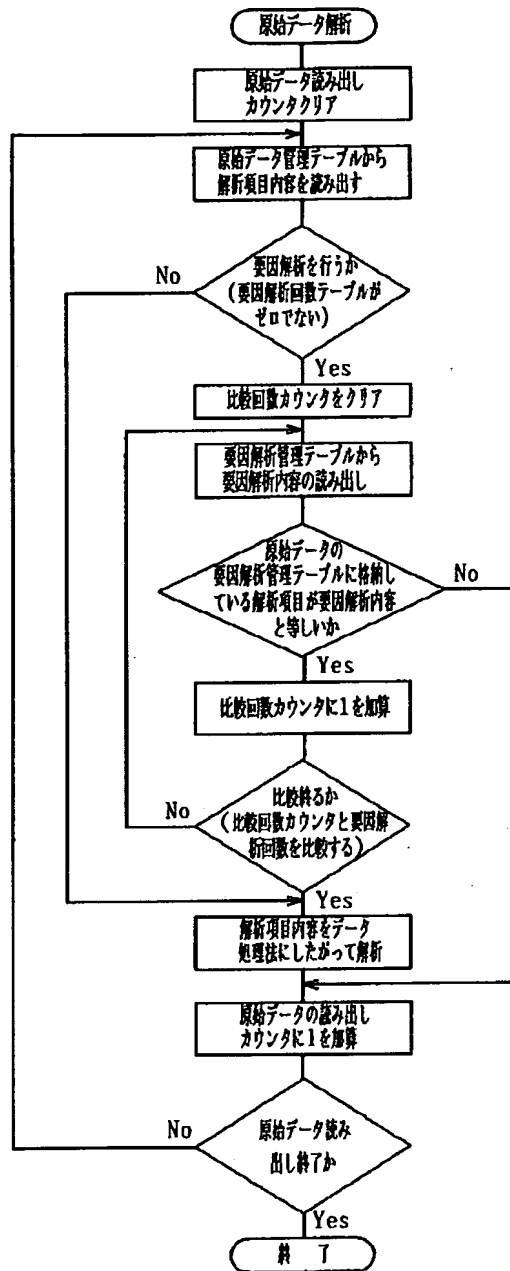 原始データ解析
原始データ読み出し
カウンタクリア
原始データ管理テーブルから
解析項目内容を読み出す
No
要因解析を行うか
(要因解析回数テーブルが
ゼロでない)
Yes
比較回数カウンタをクリア
要因解析管理テーブルから
要因解析内容の読み出し
原始データの
要因解析管理テーブルに格納し
ている解析項目が要因解析内容
と等しいか
No
Yes
比較回数カウンタに1を加算
No
比較終るか
(比較回数カウンタと要因解
析回数を比較する)
Yes
解析項目内容をデータ
処理法にしたがって解析
原始データの読み出し
カウンタに1を加算
No
原始データ読み
出し終了か
Yes
終 了